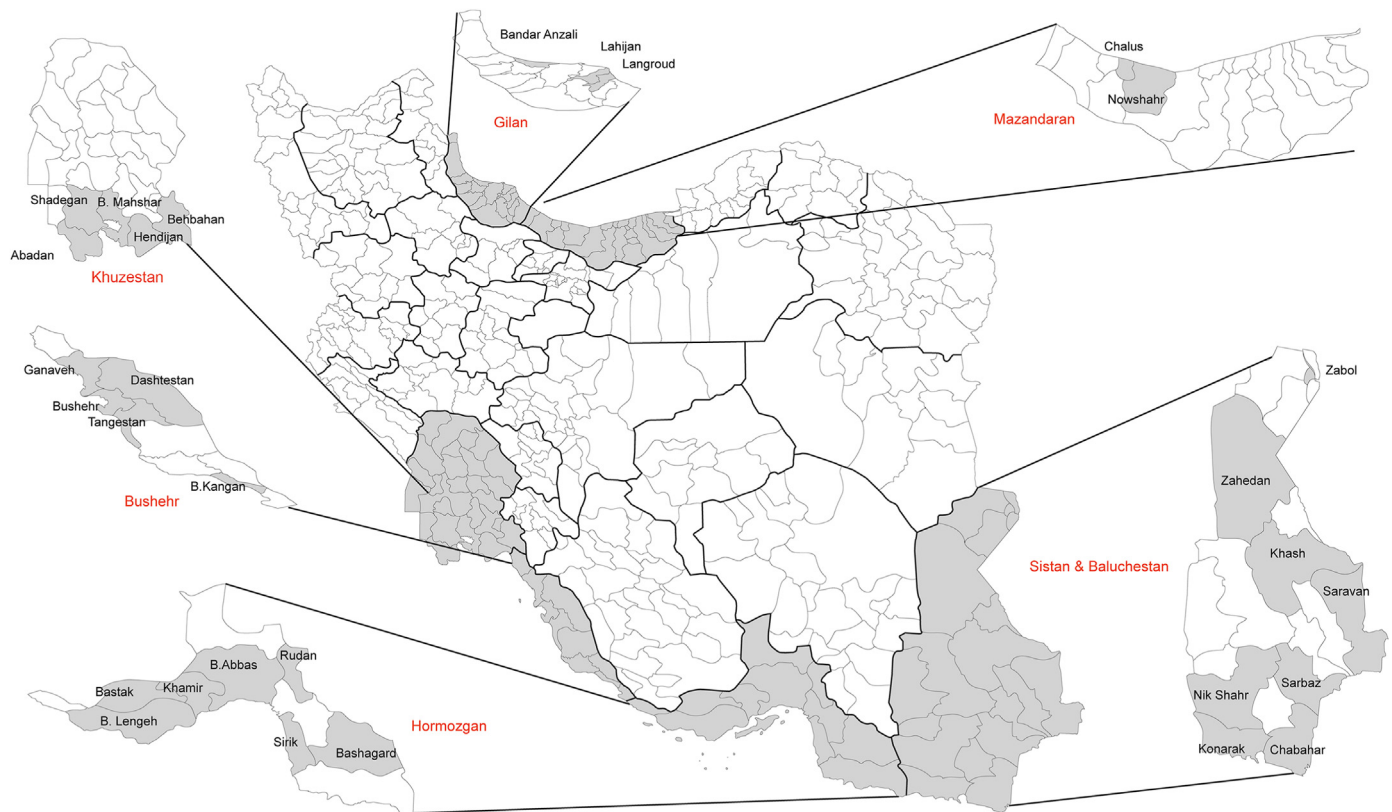 Bandar Anzali
Lahijan
Langroud
Gilan
Chalus
Nowshahr
Mazandaran
Shadegan
B. Mahshar
Behbahan
Hendijan
Abadan
Khuzestan
Ganaveh
Dashtestan
Bushehr
Tangestan
B.Kangan
Bushehr
Zabol
Zahedan
Khash
Saravan
Sistan & Baluchestan
Nik Shahr
Sarbaz
Konarak
Chabahar
Rudan
B.Abbas
Khamir
Bastak
B. Lengeh
Sirik
Bashagard
Hormozgan